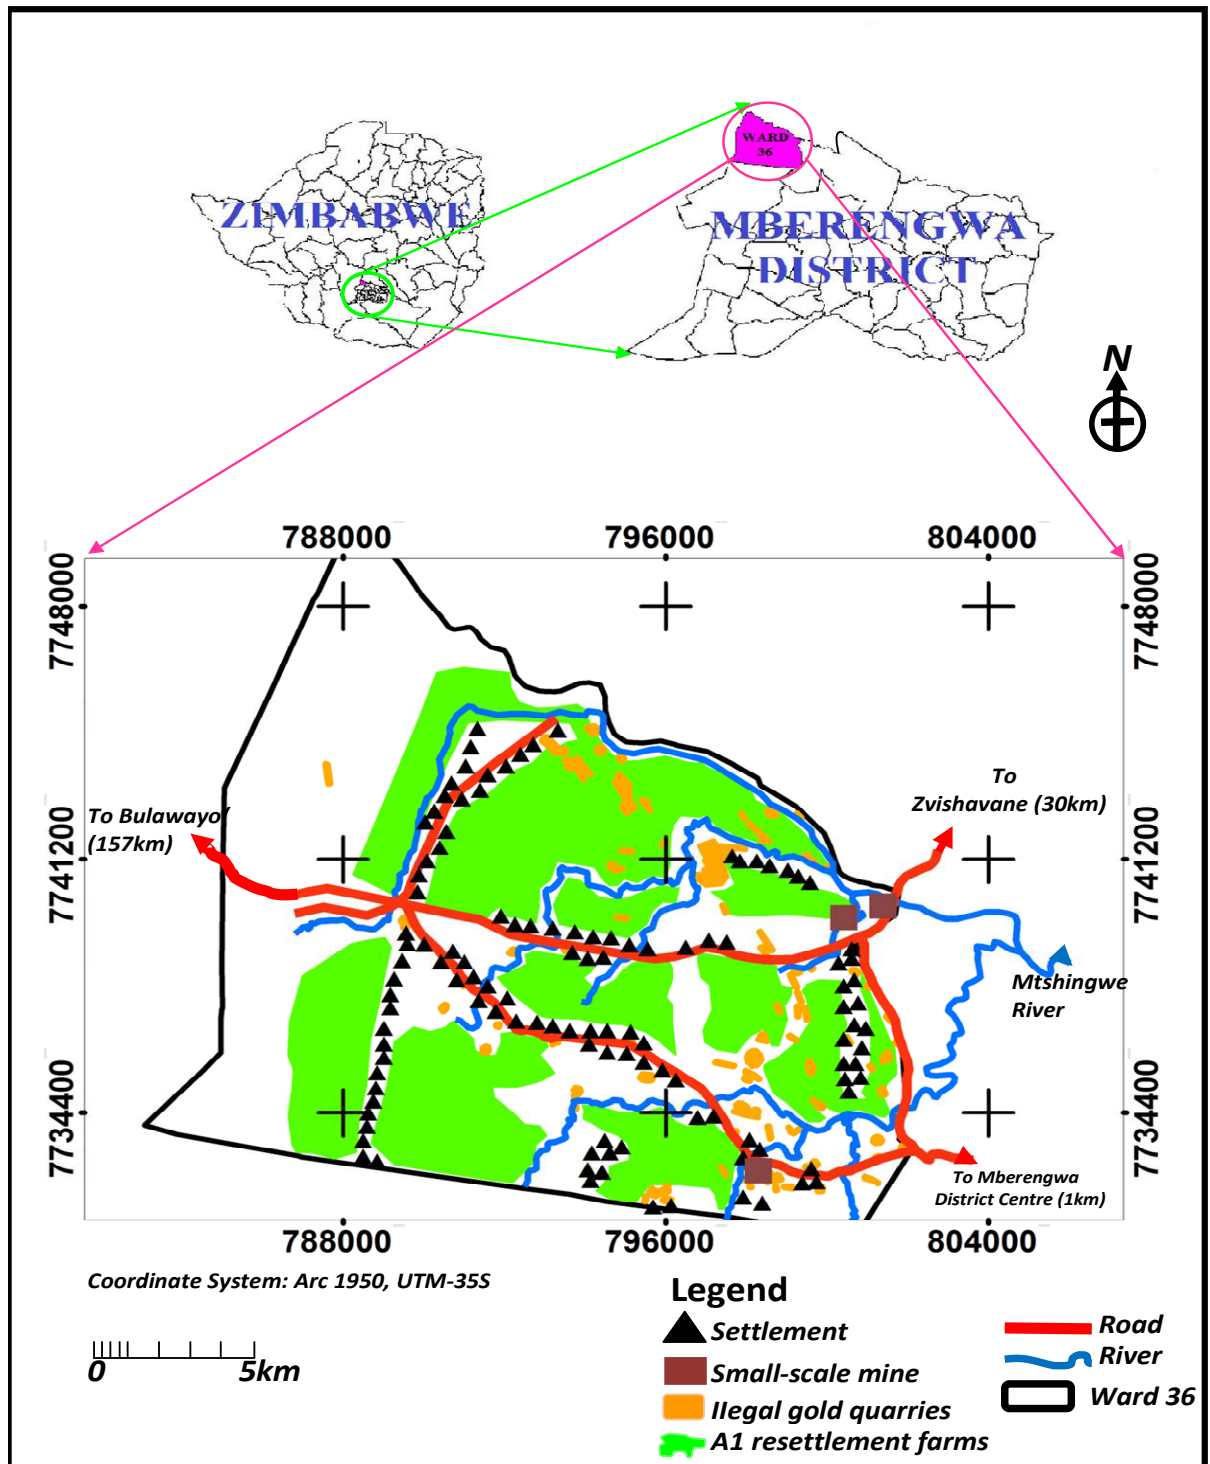 WARD
36
ZIMBABWE
MBERENGWA
DISTRICT
N
788000
796000
804000
7748000
7748000
To
Zvishavane (30km)
To Bulawayo
(157km)
7741200
7741200
Mtshingwe
River
7734400
7734400
To Mberengwa
District Centre (1km)
788000
796000
804000
Coordinate System: Arc 1950, UTM-35S
0 5km
Legend
Settlement
Small-scale mine
Ilegal gold quarries
A1 resettlement farms
Road
River
Ward 36